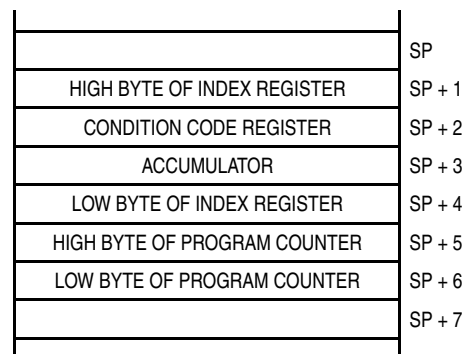 SP
HIGH BYTE OF INDEX REGISTER SP + 1
CONDITION CODE REGISTER SP + 2
ACCUMULATOR SP + 3
LOW BYTE OF INDEX REGISTER SP + 4
HIGH BYTE OF PROGRAM COUNTER SP + 5
LOW BYTE OF PROGRAM COUNTER SP + 6
SP + 7